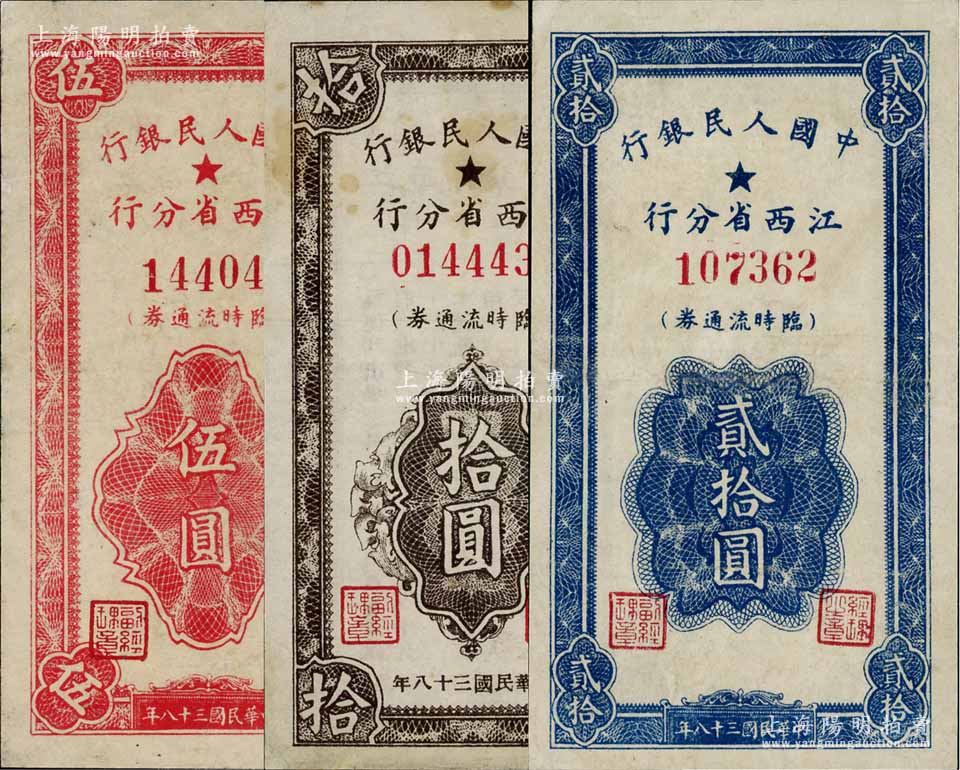 上海陽明拍賣
www.yangmingauction.com
伍
國人民銀行
★
西省分行
14404
臨時流通券)
伍圓
伍
華民國三十八年
拾
國人民銀行
★
西省分行
014443
臨時流通券)
上海陽明拍賣
www.yangmingauction.com
拾圓
拾
華民國三十八年
貳拾
貳拾
中國人民銀行
★
江西省分行
107362
(臨時流通券)
貳拾圓
貳拾
貳拾
中華民國三十八年
上海陽明拍賣
www.yangmingauction.com